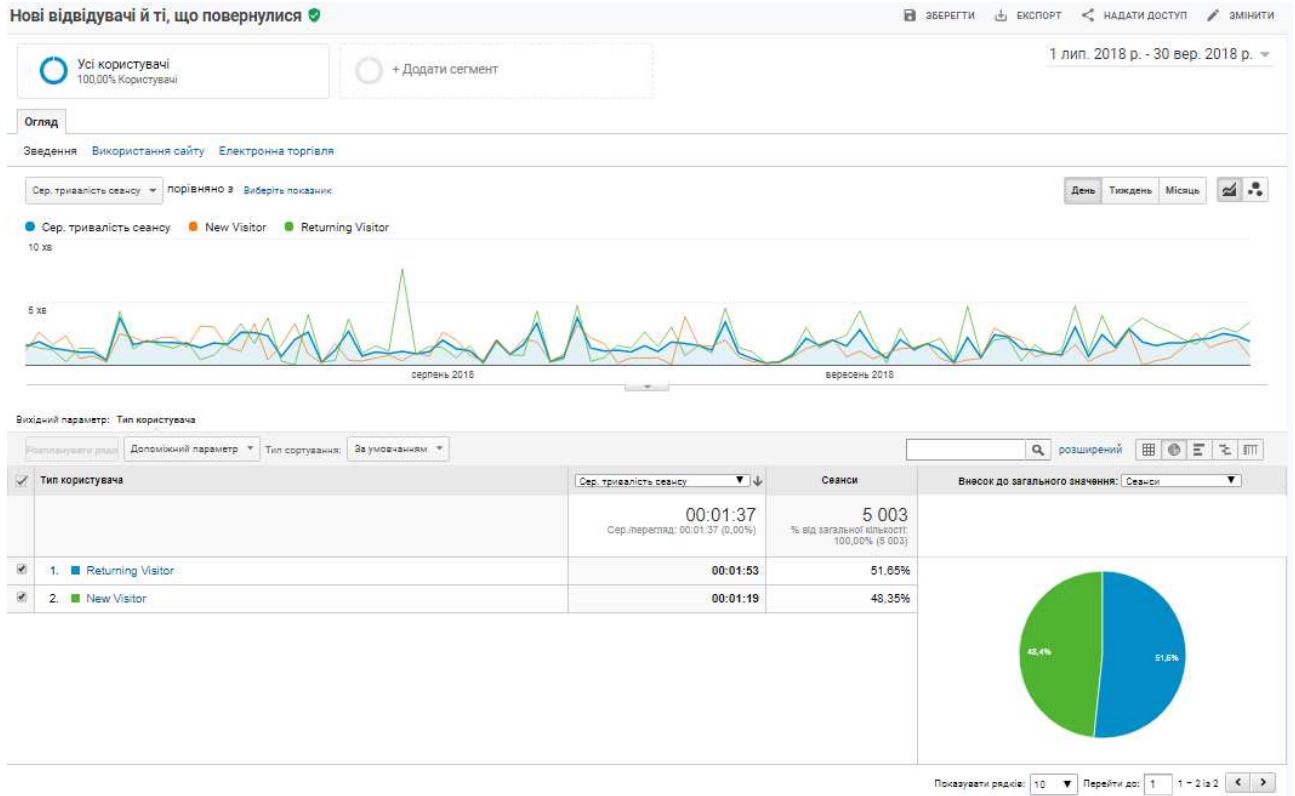 Нові відвідувачі й ті, що повернулися
ЗБЕРЕГТИ ЕКСПОРТ НАДАТИ ДОСТУП ЗМІНИТИ
Усі користувачі
100,00% Користувачі
+ Додати сегмент
1 лип. 2018 р. - 30 вер. 2018 р.
Огляд
Зведення Використання сайту Електронна торгівля
Сер. тривалість сеансу порівняно з Виберіть показник
День Тиждень Місяць
Сер. тривалість сеансу New Visitor Returning Visitor
10 хв
5 хв
серпень 2018 вересень 2018
Вихідний параметр: Тип користувача
Розпланувати рядки Допоміжний параметр Тип сортування: За умовчанням
розширений
Тип користувача Сер. тривалість сеансу Сеанси Внесок до загального значення: Сеанси
00:01:37
Сер./перегляд: 00:01:37 (0,00%)
5 003
% від загальної кількості:
100,00% (5 003)
1. Returning Visitor 00:01:53 51,65%
2. New Visitor 00:01:19 48,35%
48,4%
51,6%
Показувати рядків: 10 Перейти до: 1 1 – 2 із 2